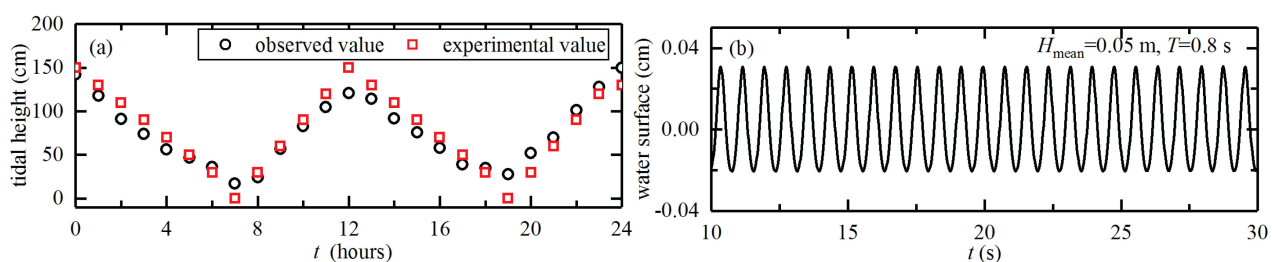 (a)
observed value
experimental value
tidal height (cm)
200
150
100
50
0
0 4 8 12 16 20 24
t (hours)
(b)
H_mean=0.05 m, T=0.8 s
water surface (cm)
0.04
0.00
-0.04
10 15 20 25 30
t (s)